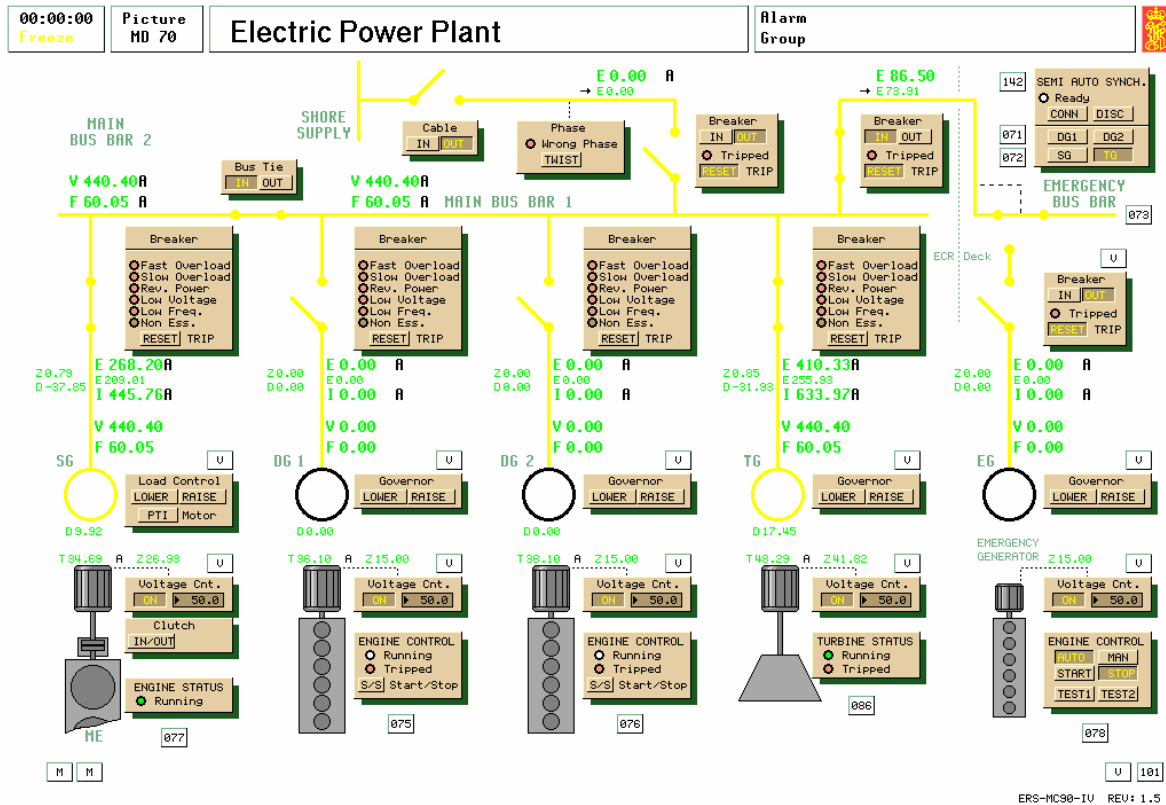 00:00:00
Freeze
Picture
MD 70
Electric Power Plant
Alarm
Group
E 0.00 A
→ E0.00
E 86.50
→ E73.91
142
SEMI AUTO SYNCH.
Ready
CONN DISC
071
DG1 DG2
072
SG TG
MAIN
BUS BAR 2
SHORE
SUPPLY
Cable
IN OUT
Phase
Wrong Phase
TWIST
Breaker
IN OUT
Tripped
RESET TRIP
Breaker
IN OUT
Tripped
RESET TRIP
Bus Tie
IN OUT
V 440.40A
F 60.05 A
V 440.40A
F 60.05 A MAIN BUS BAR 1
EMERGENCY
BUS BAR
073
ECR Deck
V
Breaker
Fast Overload
Slow Overload
Rev. Power
Low Voltage
Low Freq.
Non Ess.
RESET TRIP
Breaker
Fast Overload
Slow Overload
Rev. Power
Low Voltage
Low Freq.
Non Ess.
RESET TRIP
Breaker
Fast Overload
Slow Overload
Rev. Power
Low Voltage
Low Freq.
Non Ess.
RESET TRIP
Breaker
Fast Overload
Slow Overload
Rev. Power
Low Voltage
Low Freq.
Non Ess.
RESET TRIP
Breaker
IN OUT
Tripped
RESET TRIP
Z0.79
D-37.85
E 268.20A
E209.01
I 445.76A
V 440.40
F 60.05
Z0.00
D0.00
E 0.00 A
E0.00
I 0.00 A
V 0.00
F 0.00
Z0.00
D0.00
E 0.00 A
E0.00
I 0.00 A
V 0.00
F 0.00
Z0.85
D-31.93
E 410.33A
E255.93
I 633.97A
V 440.40
F 60.05
Z0.00
D0.00
E 0.00 A
E0.00
I 0.00 A
V 0.00
F 0.00
SG
V
Load Control
LOWER RAISE
PTI Motor
D9.92
DG 1
V
Governor
LOWER RAISE
D0.00
DG 2
V
Governor
LOWER RAISE
D0.00
TG
V
Governor
LOWER RAISE
D17.45
EG
V
Governor
LOWER RAISE
EMERGENCY
GENERATOR
T34.69 A Z26.99 V
Voltage Cnt.
ON 50.0
Clutch
IN/OUT
ENGINE STATUS
Running
ME
077
T36.10 A Z15.00 V
Voltage Cnt.
ON 50.0
ENGINE CONTROL
Running
Tripped
S/S Start/Stop
075
T36.10 A Z15.00 V
Voltage Cnt.
ON 50.0
ENGINE CONTROL
Running
Tripped
S/S Start/Stop
076
T48.29 A Z41.82 V
Voltage Cnt.
ON 50.0
TURBINE STATUS
Running
Tripped
086
Z15.00 V
Voltage Cnt.
ON 50.0
ENGINE CONTROL
AUTO MAN
START STOP
TEST1 TEST2
078
M M
V 101
ERS-MC90-IV REV: 1.5